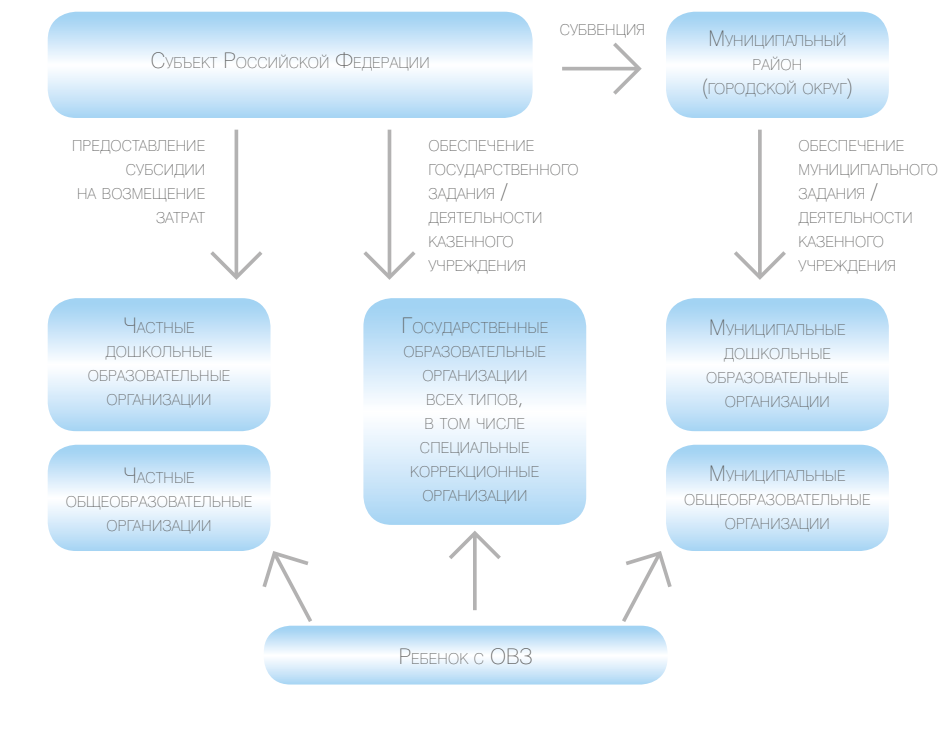 Субъект Российской Федерации
субвенция
Муниципальный
район
(городской округ)
предоставление
субсидии
на возмещение
затрат
обеспечение
государственного
задания /
деятельности
казенного
учреждения
обеспечение
муниципального
задания /
деятельности
казенного
учреждения
Частные
дошкольные
образовательные
организации
Государственные
образовательные
организации
всех типов,
в том числе
специальные
коррекционные
организации
Муниципальные
дошкольные
образовательные
организации
Частные
общеобразовательные
организации
Муниципальные
общеобразовательные
организации
Ребенок с ОВЗ